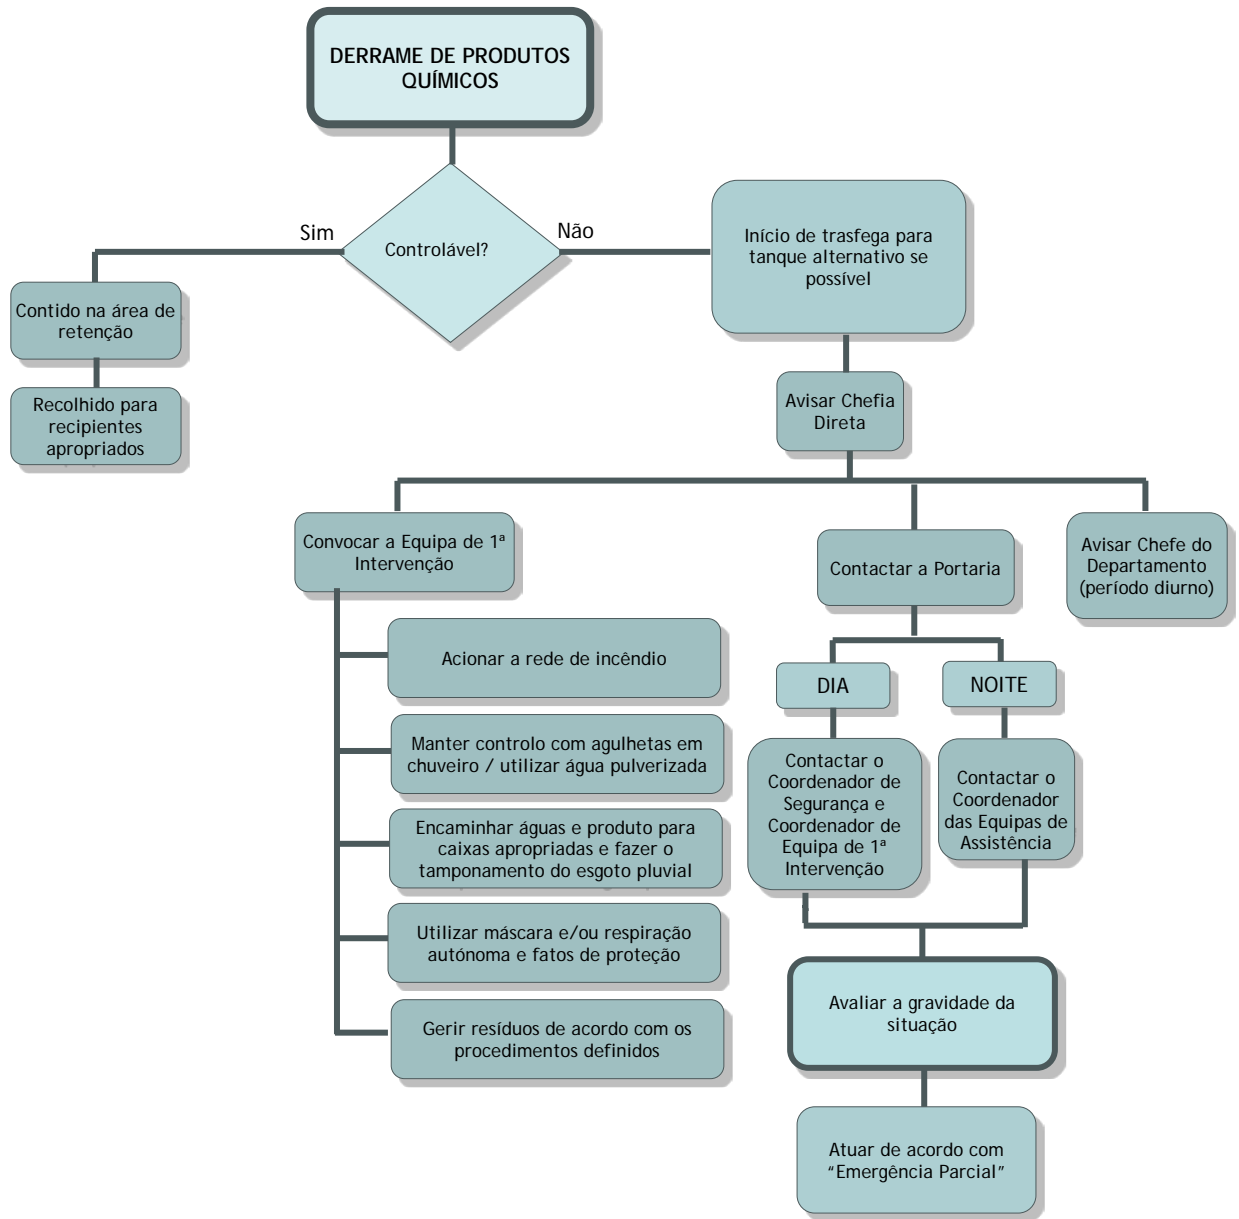 DERRAME DE PRODUTOS
QUÍMICOS
Controlável?
Sim
Não
Contido na área de
retenção
Recolhido para
recipientes
apropriados
Início de trasfega para
tanque alternativo se
possível
Avisar Chefia
Direta
Convocar a Equipa de 1ª
Intervenção
Acionar a rede de incêndio
Manter controlo com agulhetas em
chuveiro / utilizar água pulverizada
Encaminhar águas e produto para
caixas apropriadas e fazer o
tamponamento do esgoto pluvial
Utilizar máscara e/ou respiração
autónoma e fatos de proteção
Gerir resíduos de acordo com os
procedimentos definidos
Contactar a Portaria
DIA
Contactar o
Coordenador de
Segurança e
Coordenador de
Equipa de 1ª
Intervenção
NOITE
Contactar o
Coordenador
das Equipas de
Assistência
Avisar Chefe do
Departamento
(período diurno)
Avaliar a gravidade da
situação
Atuar de acordo com
“Emergência Parcial”